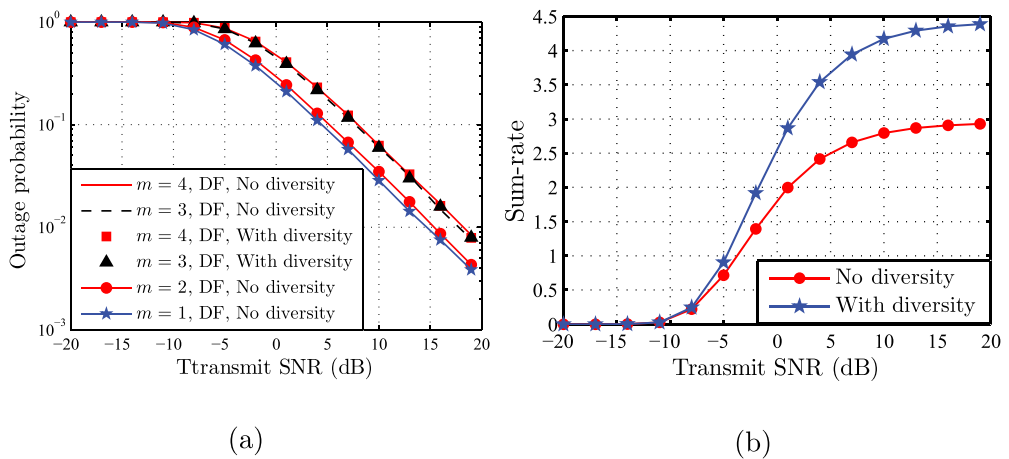 10⁰
10⁻¹
10⁻²
10⁻³
Outage probability
m = 4, DF, No diversity
m = 3, DF, No diversity
m = 4, DF, With diversity
m = 3, DF, With diversity
m = 2, DF, No diversity
m = 1, DF, No diversity
−20 −15 −10 −5 0 5 10 15 20
Ttransmit SNR (dB)
(a)
4.5
4
3.5
3
2.5
2
1.5
1
0.5
0
Sum-rate
No diversity
With diversity
−20 −15 −10 −5 0 5 10 15 20
Transmit SNR (dB)
(b)